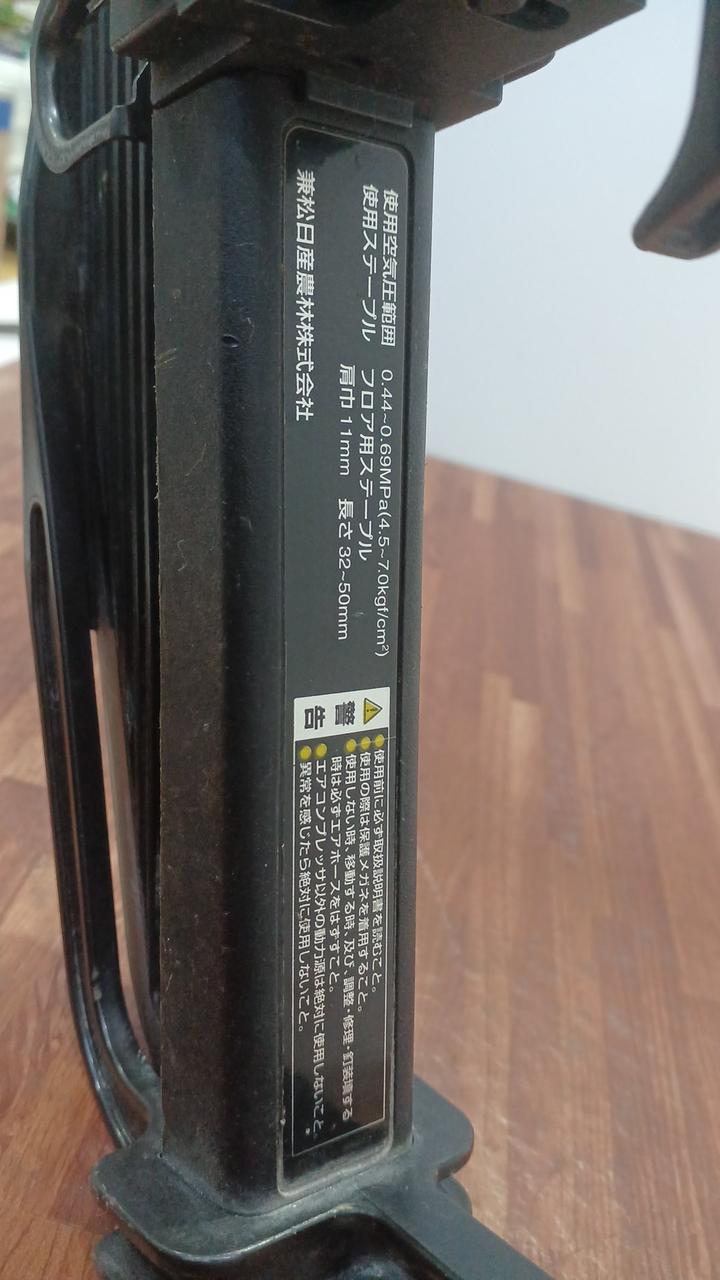 使用空気圧範囲 0.44~0.69MPa(4.5~7.0kgf/cm²)
使用ステープル フロア用ステープル
肩巾 11mm 長さ 32~50mm
兼松日産農林株式会社
警告
●使用前に必ず取扱説明書を読むこと。
●使用の際は保護メガネを着用すること。
●使用しない時、移動する時、及び、調整・修理・釘装填する
時は必ずエアホースをはずすこと。
●エアコンプレッサ以外の動力源は絶対に使用しないこと。
●異常を感じたら絶対に使用しないこと。